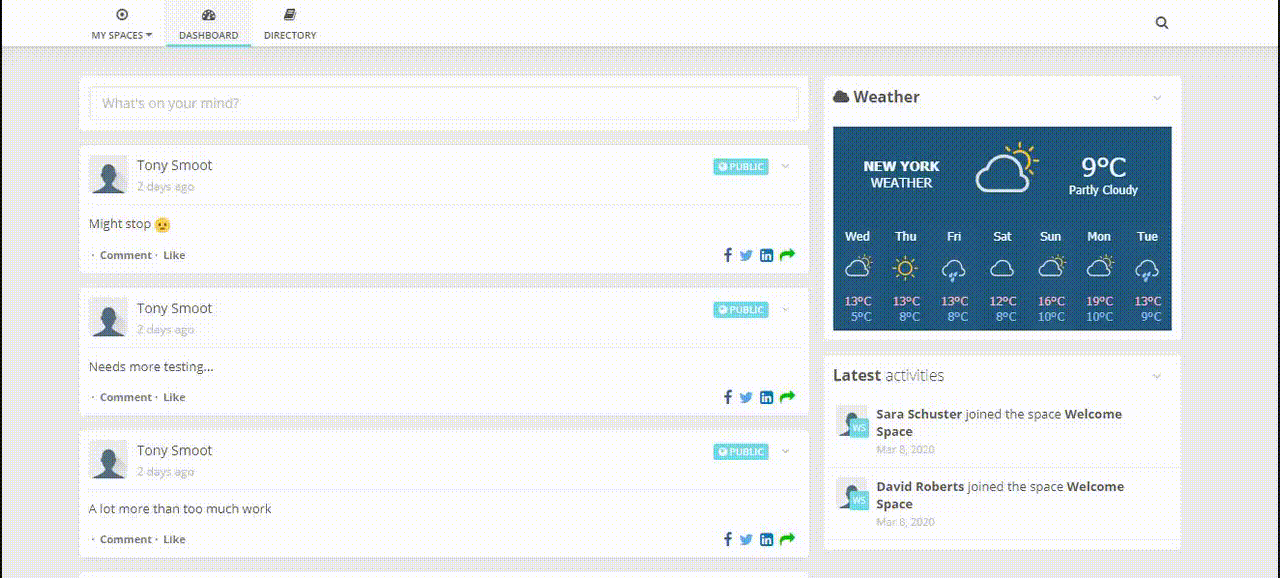 MY SPACES
DASHBOARD
DIRECTORY
What's on your mind?
Tony Smoot
PUBLIC
2 days ago
Might stop
· Comment · Like
Tony Smoot
PUBLIC
2 days ago
Needs more testing...
· Comment · Like
Tony Smoot
PUBLIC
2 days ago
A lot more than too much work
· Comment · Like
Weather
NEW YORK
WEATHER
9°C
Partly Cloudy
Wed Thu Fri Sat Sun Mon Tue
13°C 13°C 13°C 12°C 16°C 19°C 13°C
5°C 8°C 8°C 8°C 10°C 10°C 9°C
Latest activities
WS
Sara Schuster joined the space Welcome
Space
Mar 8, 2020
WS
David Roberts joined the space Welcome
Space
Mar 8, 2020